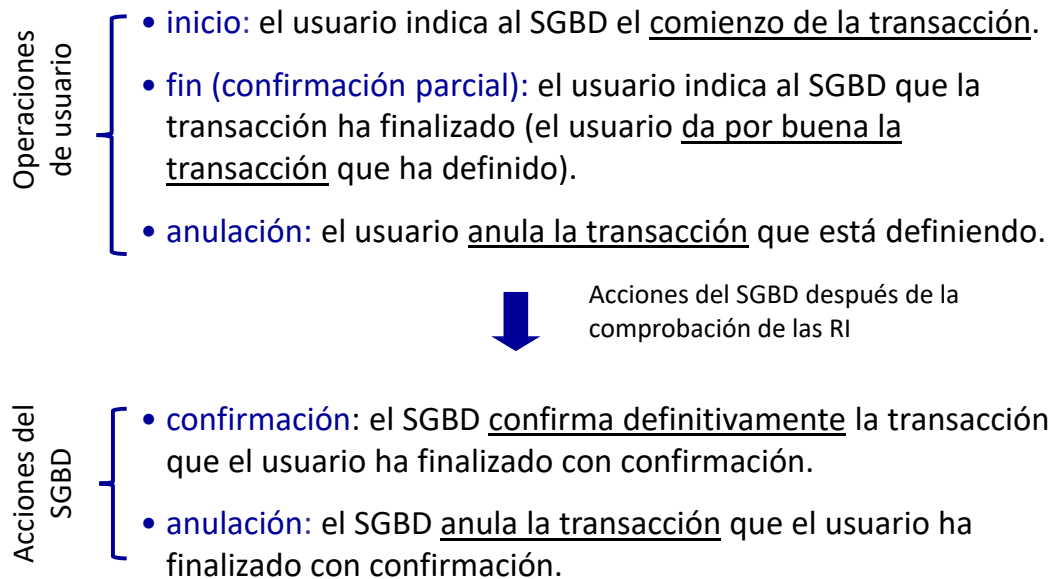 Operaciones
de usuario
• inicio: el usuario indica al SGBD el comienzo de la transacción.
• fin (confirmación parcial): el usuario indica al SGBD que la
transacción ha finalizado (el usuario da por buena la
transacción que ha definido).
• anulación: el usuario anula la transacción que está definiendo.
Acciones del SGBD después de la
comprobación de las RI
Acciones del
SGBD
• confirmación: el SGBD confirma definitivamente la transacción
que el usuario ha finalizado con confirmación.
• anulación: el SGBD anula la transacción que el usuario ha
finalizado con confirmación.